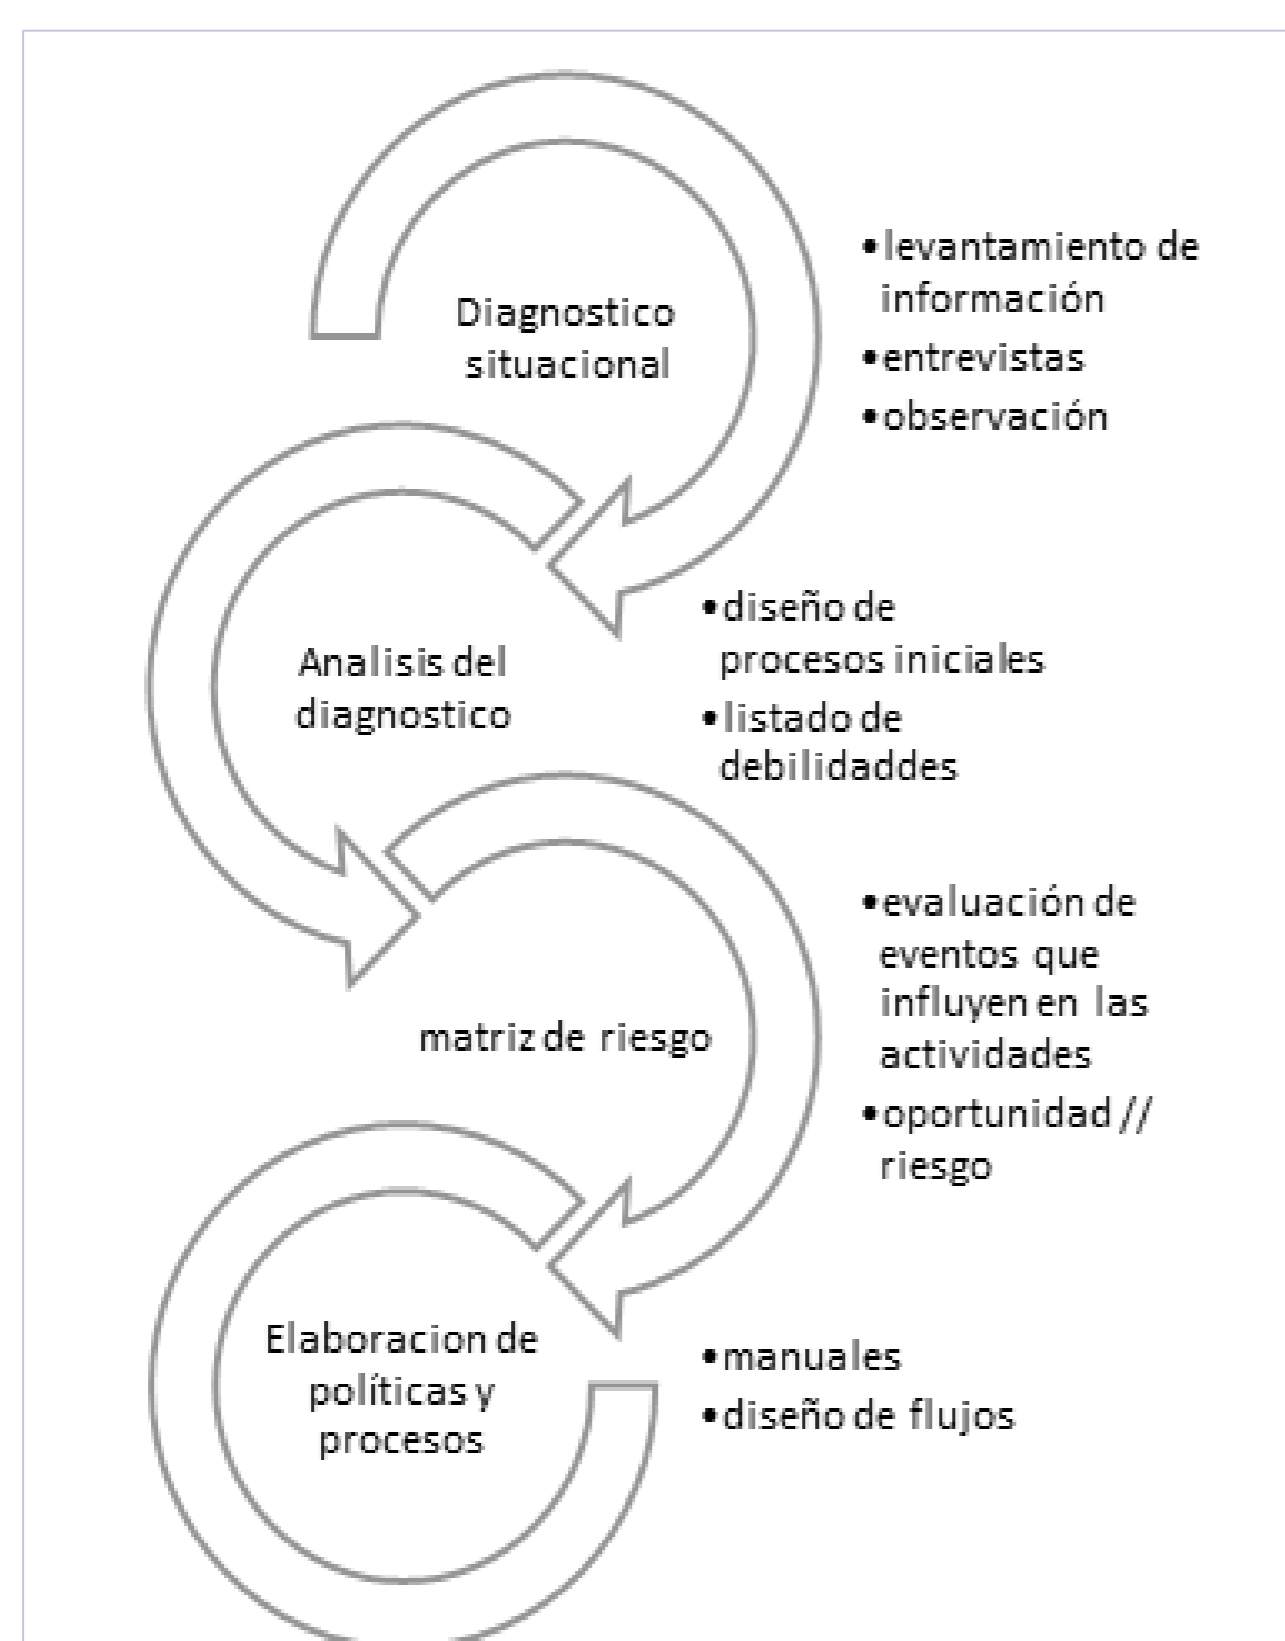 Diagnostico
situacional
•levantamiento de
información
•entrevistas
•observación
Analisis del
diagnostico
•diseño de
procesos iniciales
•listado de
debilidaddes
matriz de riesgo
•evaluación de
eventos que
influyen en las
actividades
•oportunidad //
riesgo
Elaboracion de
políticas y
procesos
•manuales
•diseño de flujos